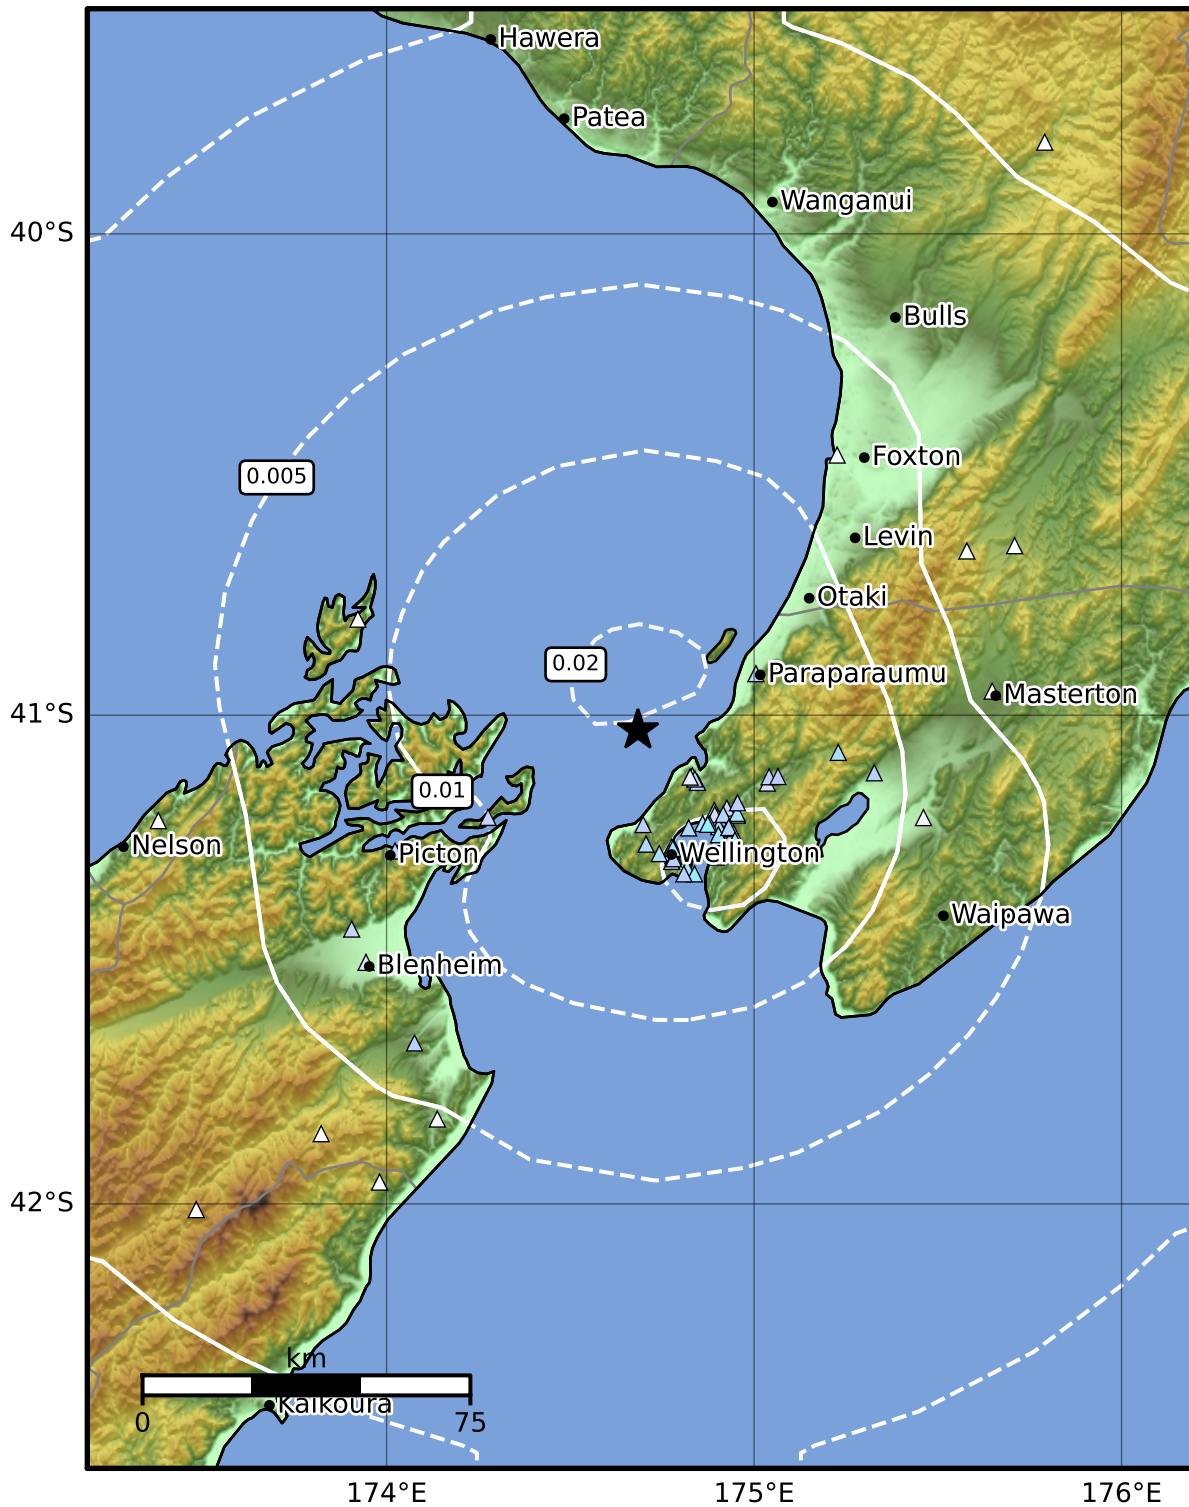 Hawera
Patea
Wanganui
40°S
Bulls
Foxton
0.005
Levin
Otaki
0.02
Paraparaumu
Masterton
41°S
0.01
Nelson
Picton
Wellington
Waipawa
Blenheim
42°S
km
Kaikoura
0 75
174°E 175°E 176°E